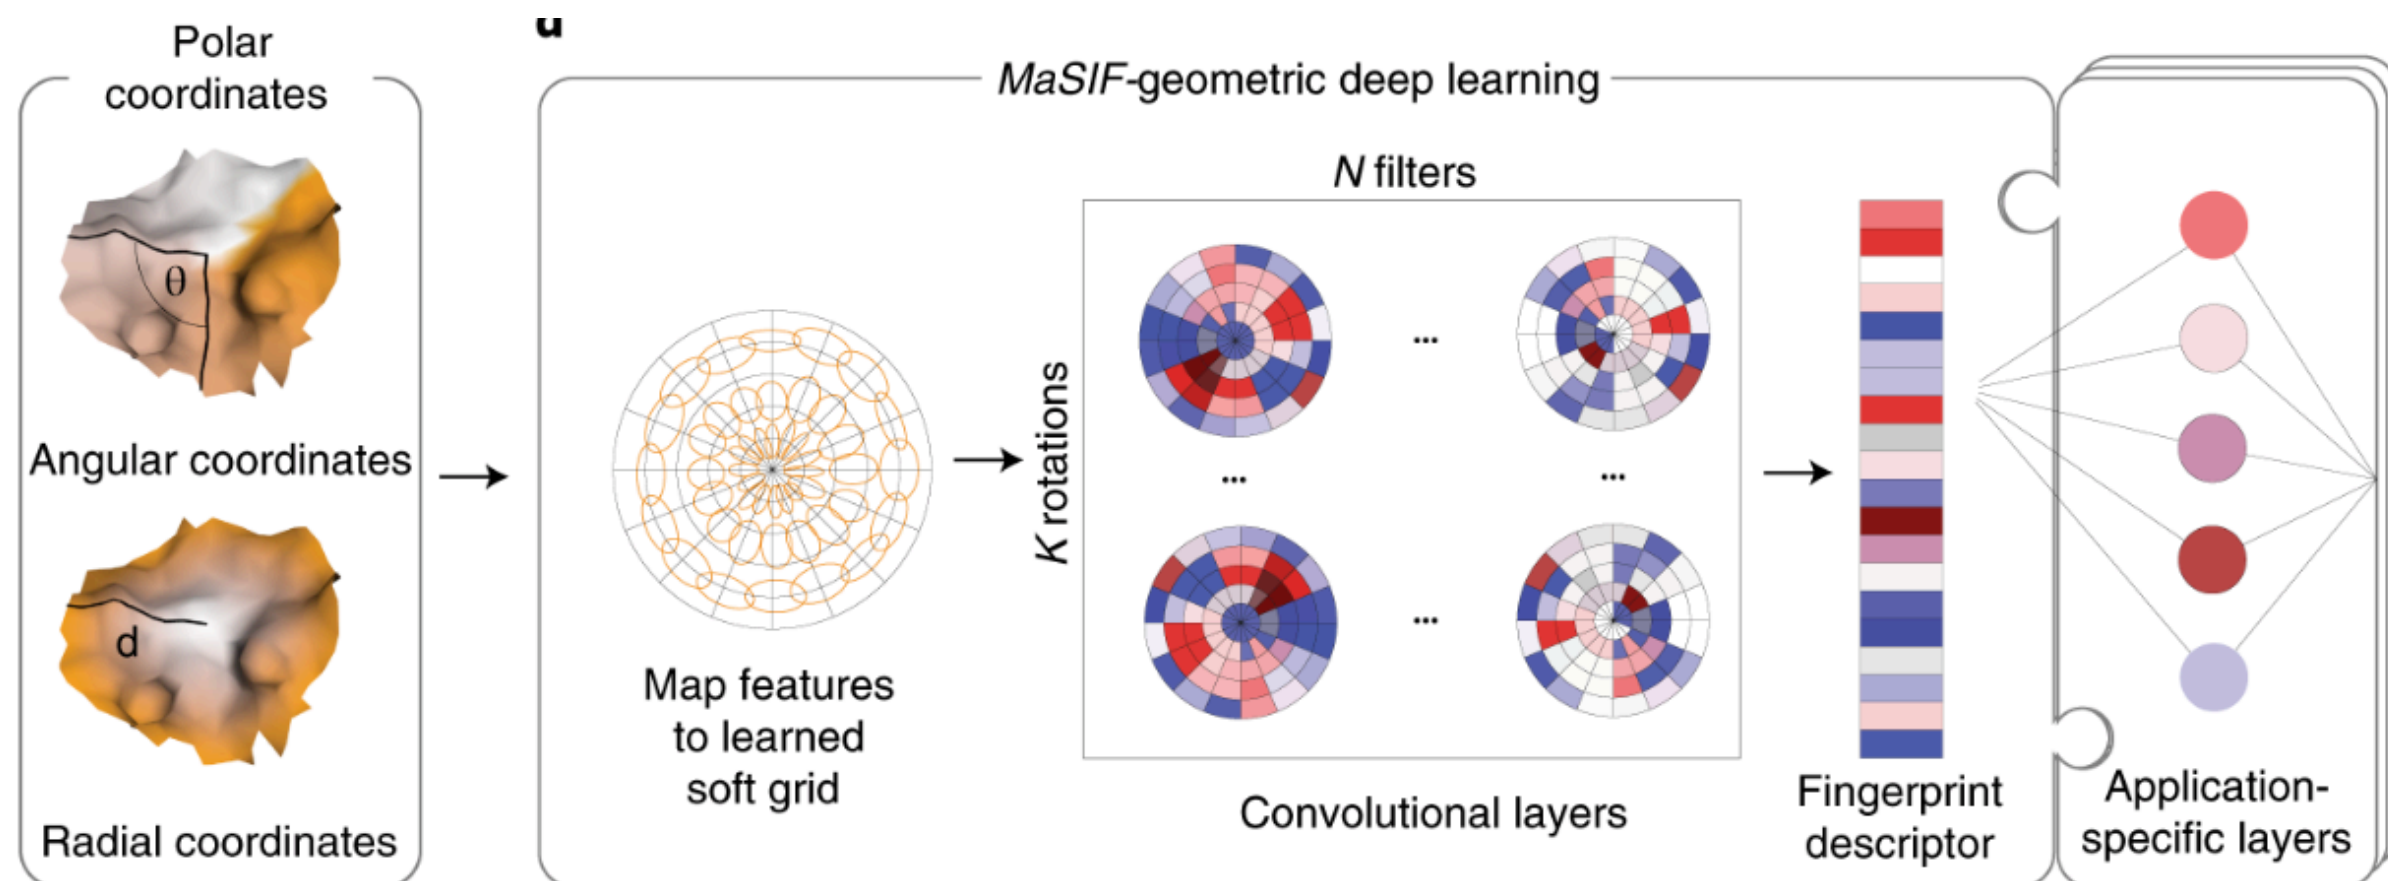 Polar
coordinates
θ
Angular coordinates
d
Radial coordinates
d
MaSIF-geometric deep learning
Map features
to learned
soft grid
N filters
K rotations
...
...
...
...
Convolutional layers
Fingerprint
descriptor
Application-
specific layers